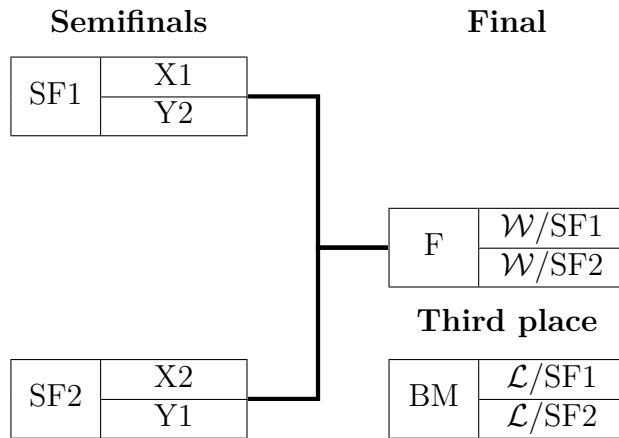 Semifinals
Final
SF1
X1
Y2
F
𝒲/SF1
𝒲/SF2
Third place
SF2
X2
Y1
BM
ℒ/SF1
ℒ/SF2